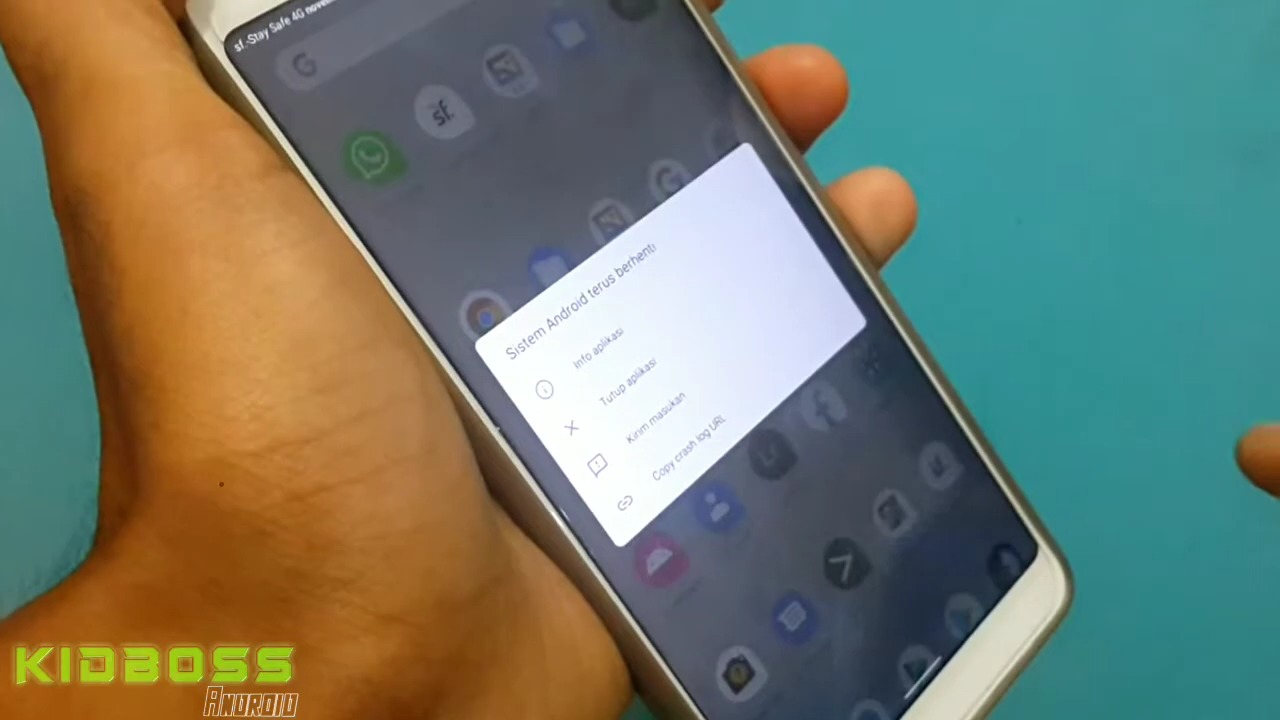 sf.-Stay Safe 4G
sf.
Sistem Android terus berhenti
Info aplikasi
Tutup aplikasi
Kirim masukan
Copy crash log URL
KIDBOSS
ANDROID